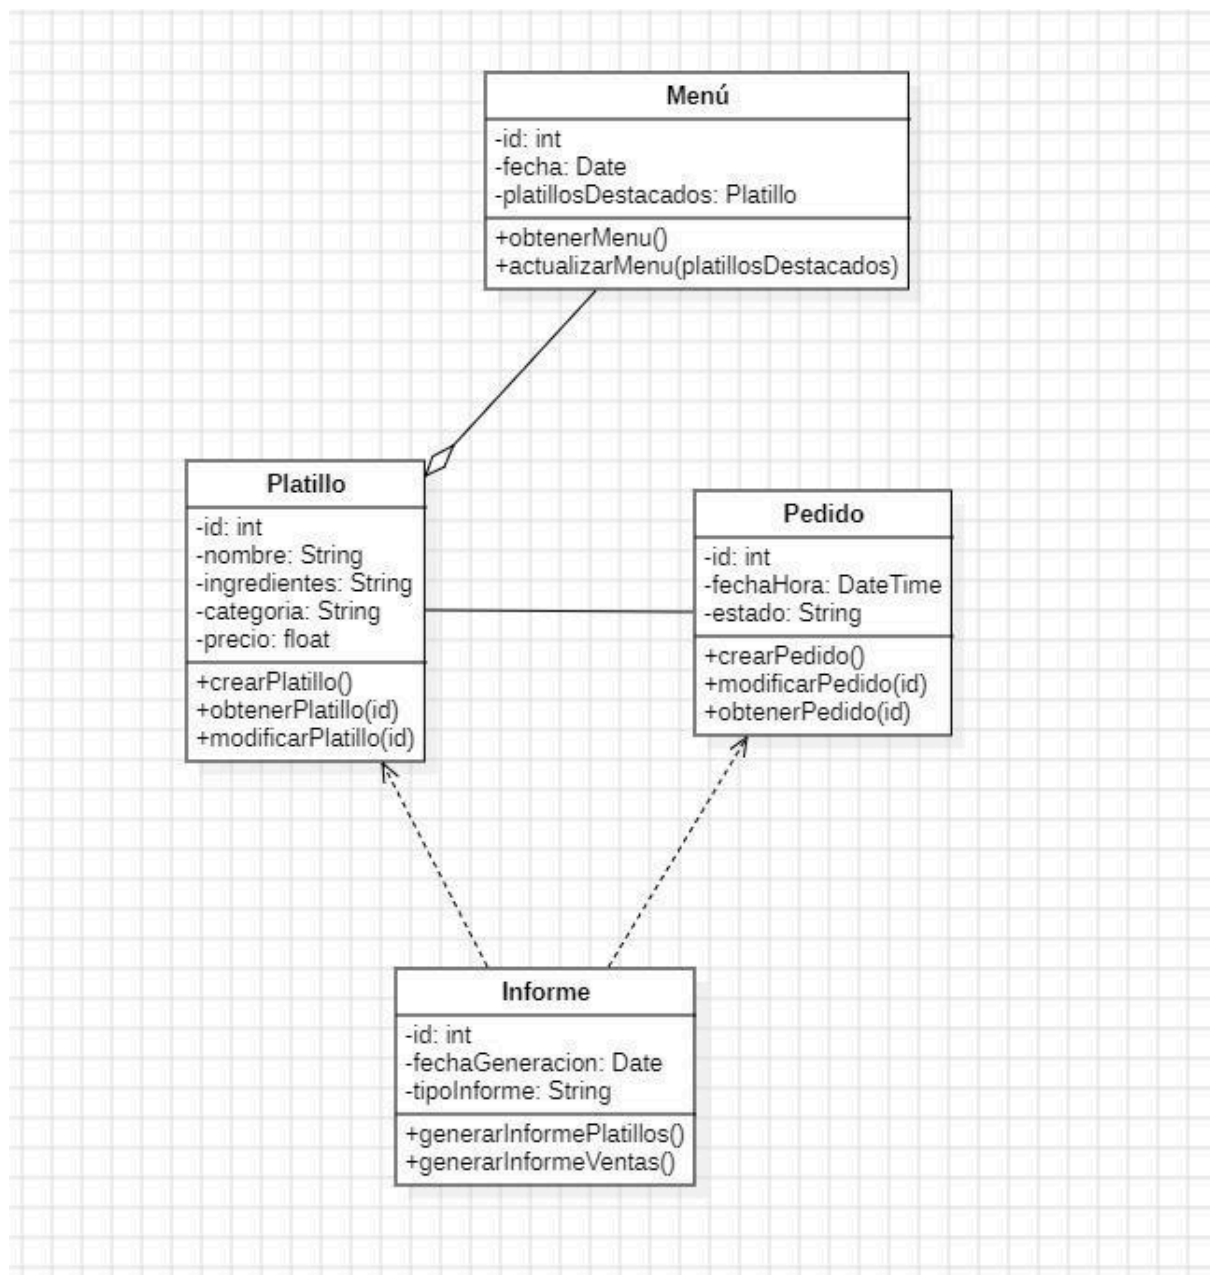 Menú
-id: int
-fecha: Date
-platillosDestacados: Platillo
+obtenerMenu()
+actualizarMenu(platillosDestacados)
Platillo
-id: int
-nombre: String
-ingredientes: String
-categoria: String
-precio: float
+crearPlatillo()
+obtenerPlatillo(id)
+modificarPlatillo(id)
Pedido
-id: int
-fechaHora: DateTime
-estado: String
+crearPedido()
+modificarPedido(id)
+obtenerPedido(id)
Informe
-id: int
-fechaGeneracion: Date
-tipoInforme: String
+generarInformePlatillos()
+generarInformeVentas()